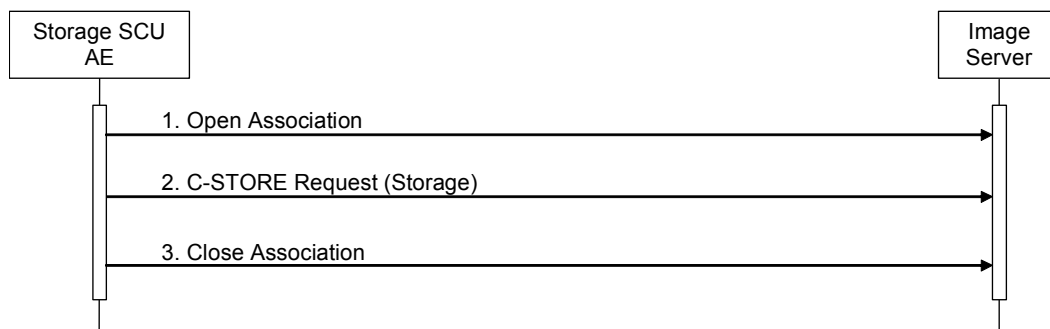 Storage SCU
AE
Image
Server
1. Open Association
2. C-STORE Request (Storage)
3. Close Association